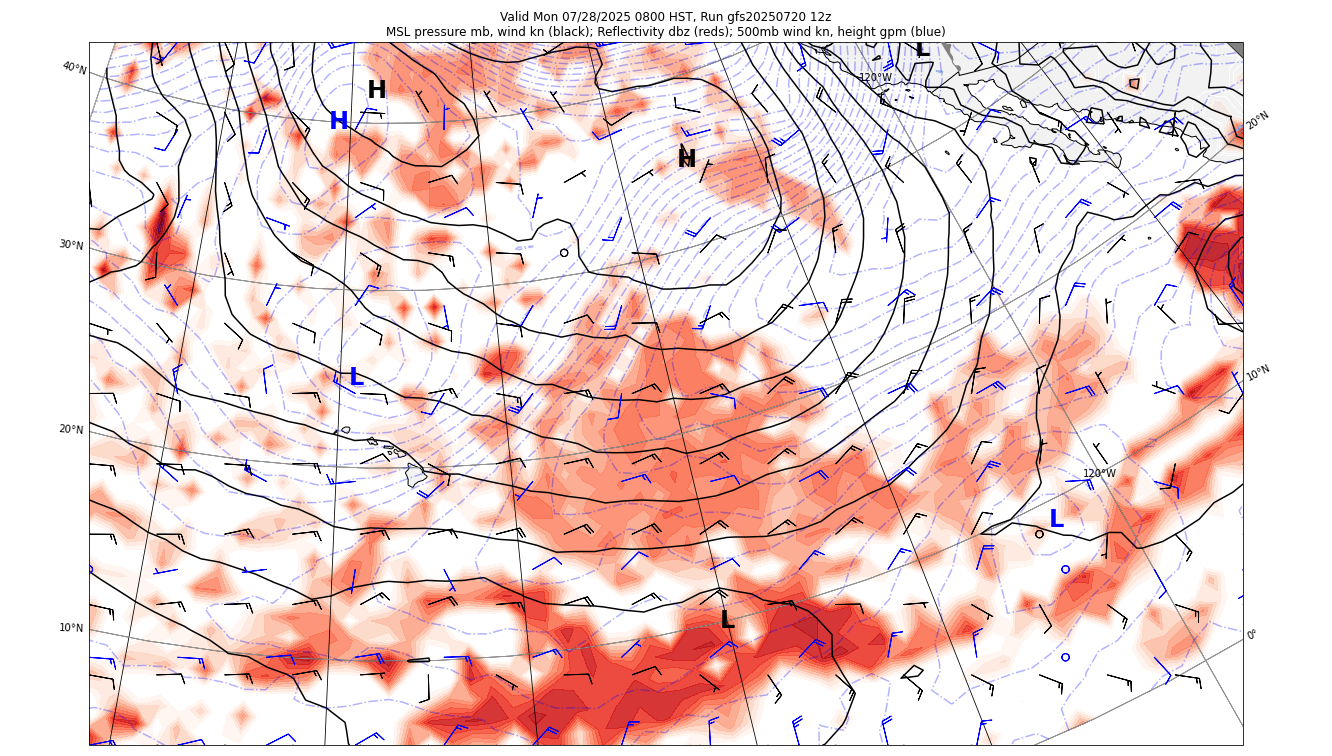 Valid Mon 07/28/2025 0800 HST, Run gfs20250720 12z
MSL pressure mb, wind kn (black); Reflectivity dbz (reds); 500mb wind kn, height gpm (blue)
L
40°N
120°W
H
H
20°N
H
30°N
L
10°N
20°N
120°W
L
10°N
L
0°